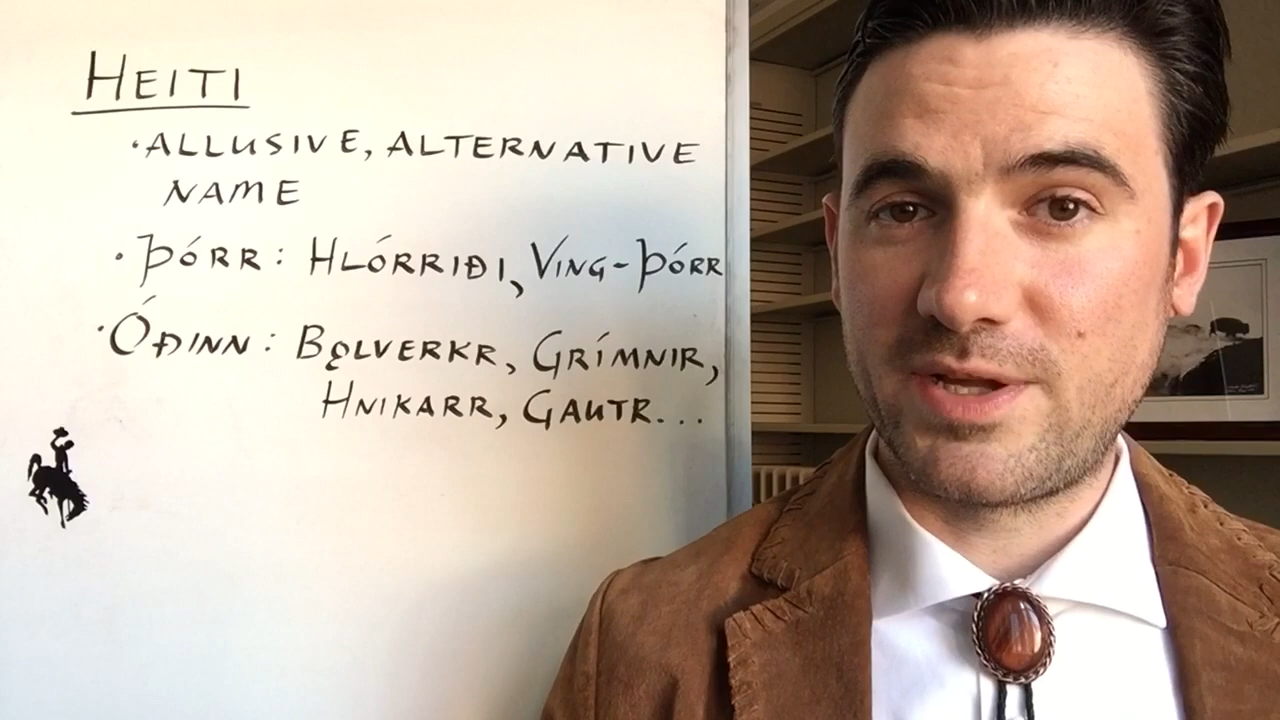 HEITI
• ALLUSIVE, ALTERNATIVE
NAME
• ÞÓRR: HLÓRRIÐI, VING-ÞÓRR
• ÓÐINN: BǪLVERKR, GRÍMNIR,
HNIKARR, GAUTR...